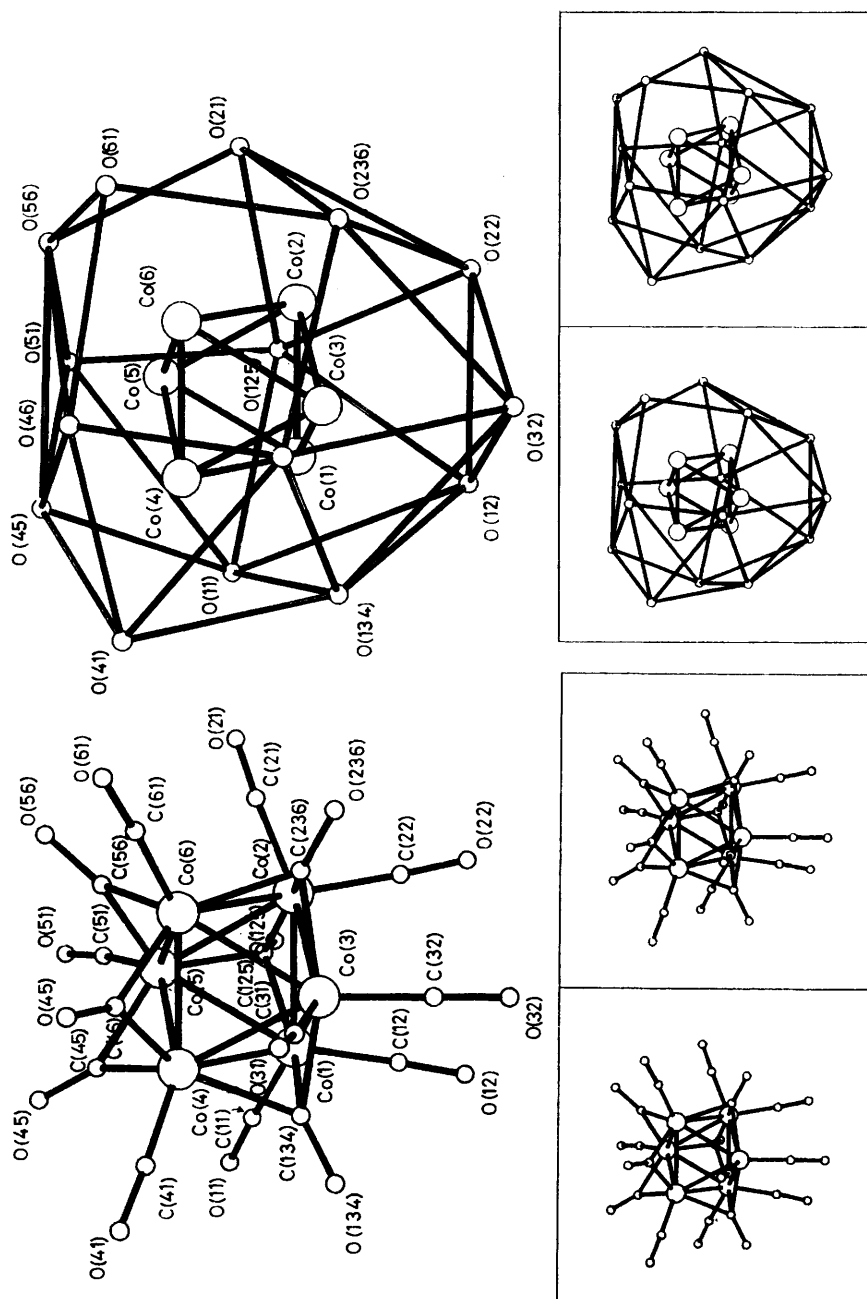 O(21)
O(61)
O(236)
O(56)
Co(2)
O(22)
Co(6)
O(51)
Co(5)
O(125)
Co(3)
O(46)
O(32)
Co(1)
O(12)
Co(4)
O(45)
O(11)
O(134)
O(41)
O(21)
O(61)
C(21)
O(236)
O(56)
C(61)
C(236)
C(56)
Co(6)
Co(2)
C(22)
O(22)
O(51)
C(51)
O(125)
C(125)
Co(5)
Co(3)
C(31)
C(32)
O(32)
O(45)
C(45)
Co(1)
C(12)
O(31)
O(12)
Co(4)
C(11)
O(45)
C(41)
O(11)
C(134)
O(134)
O(41)